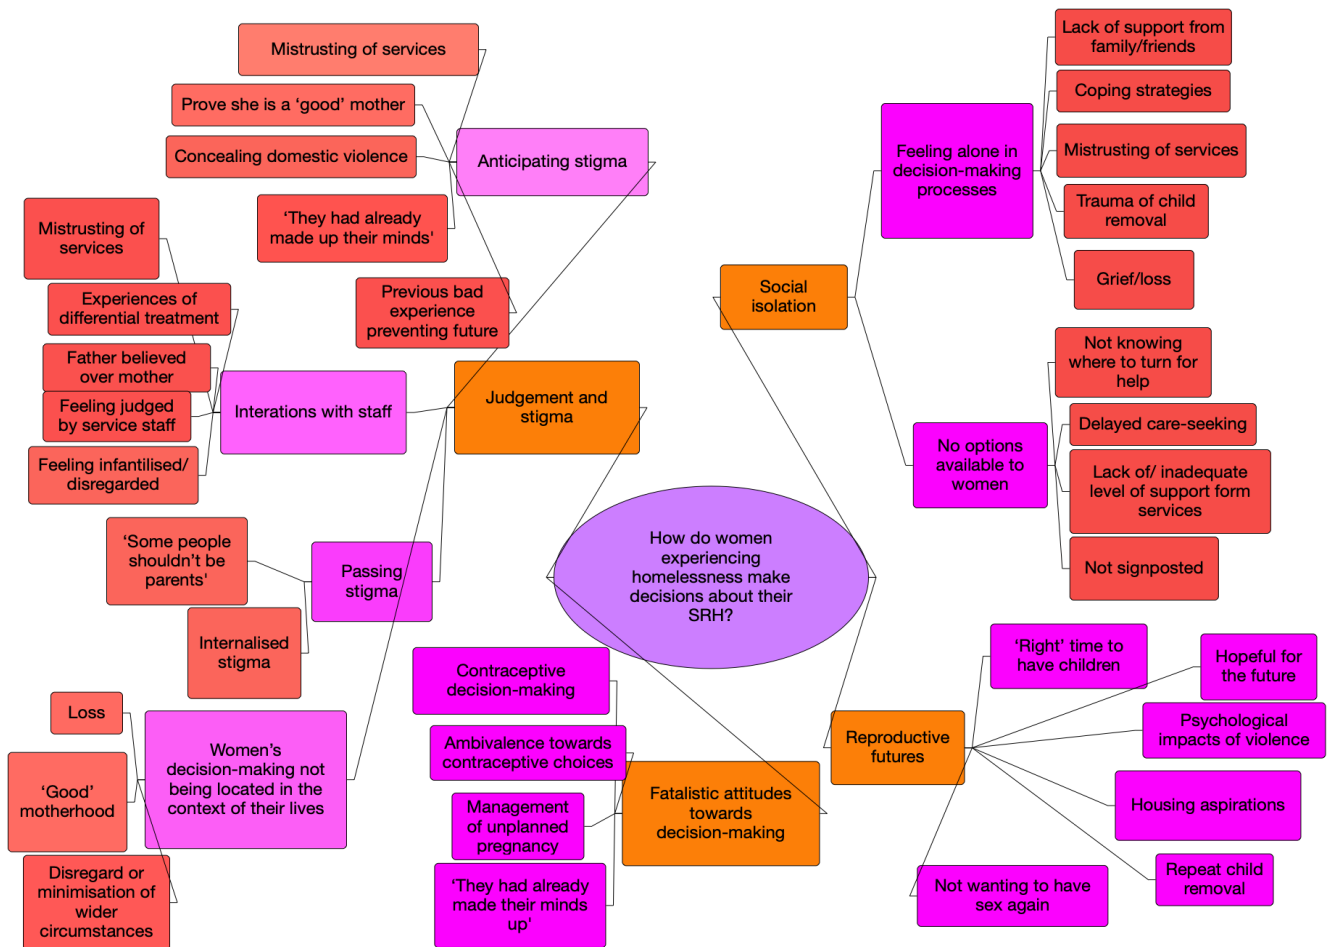 Mistrusting of services
Prove she is a ‘good’ mother
Concealing domestic violence
Anticipating stigma
‘They had already
made up their minds'
Previous bad
experience
preventing future
Mistrusting of
services
Experiences of
differential treatment
Father believed
over mother
Feeling judged
by service staff
Feeling infantilised/
disregarded
Interations with staff
Judgement and
stigma
‘Some people
shouldn’t be
parents'
Internalised
stigma
Passing
stigma
Loss
‘Good’
motherhood
Disregard or
minimisation of
wider
circumstances
Women’s
decision-making not
being located in the
context of their lives
How do women
experiencing
homelessness make
decisions about their
SRH?
Contraceptive
decision-making
Ambivalence towards
contraceptive choices
Management
of unplanned
pregnancy
‘They had already
made their minds
up'
Fatalistic attitudes
towards
decision-making
Social
isolation
Feeling alone in
decision-making
processes
Lack of support from
family/friends
Coping strategies
Mistrusting of services
Trauma of child
removal
Grief/loss
No options
available to
women
Not knowing
where to turn for
help
Delayed care-seeking
Lack of/ inadequate
level of support form
services
Not signposted
Reproductive
futures
‘Right’ time to
have children
Hopeful for
the future
Psychological
impacts of violence
Housing aspirations
Repeat child
removal
Not wanting to have
sex again